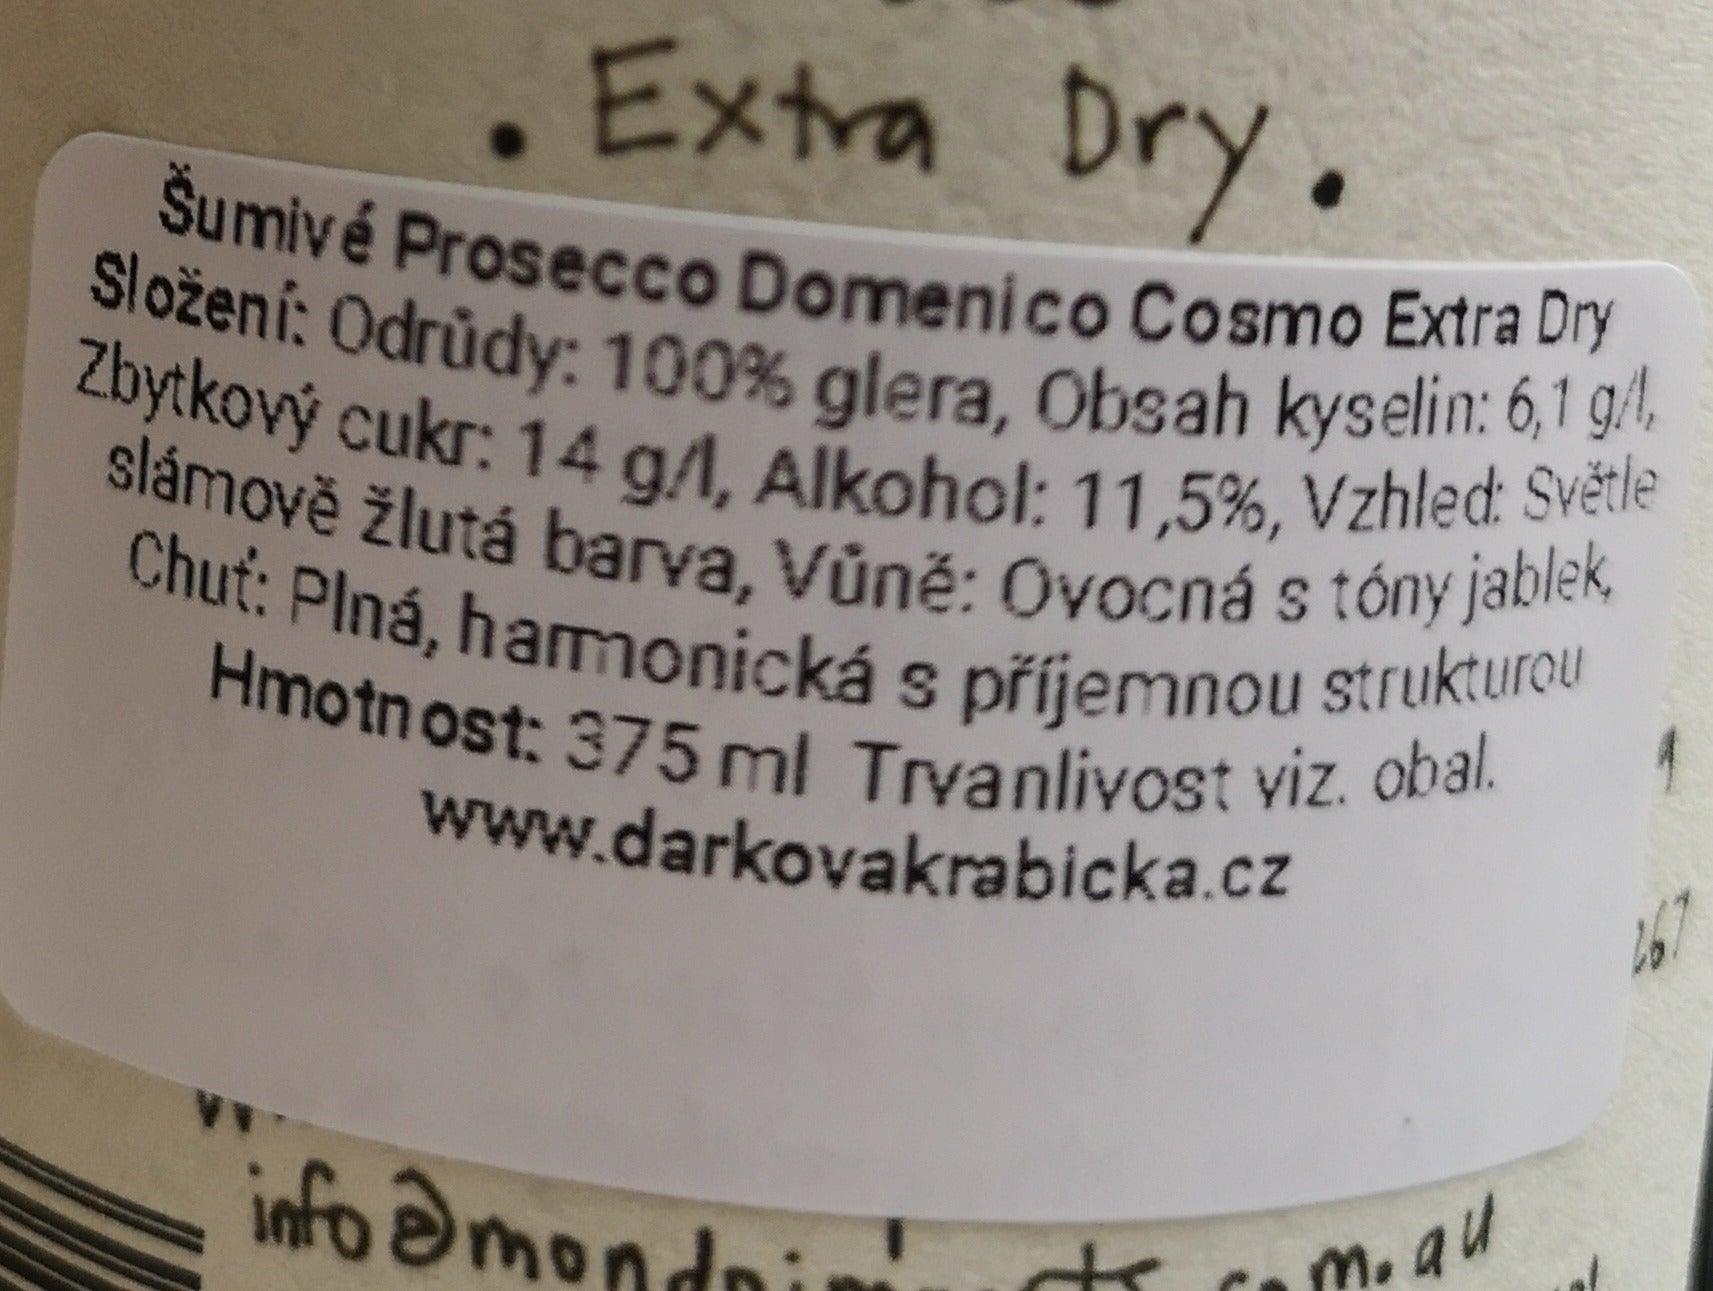 . Extra Dry.
Šumivé Prosecco Domenico Cosmo Extra Dry
Složení: Odrůdy: 100% glera, Obsah kyselin: 6,1 g/l,
Zbytkový cukr: 14 g/l, Alkohol: 11,5%, Vzhled: Světle
slámově žlutá barva, Vůně: Ovocná s tóny jablek,
Chuť: Plná, harmonická s příjemnou strukturou
Hmotnost: 375 ml Trvanlivost viz. obal.
www.darkovakrabicka.cz